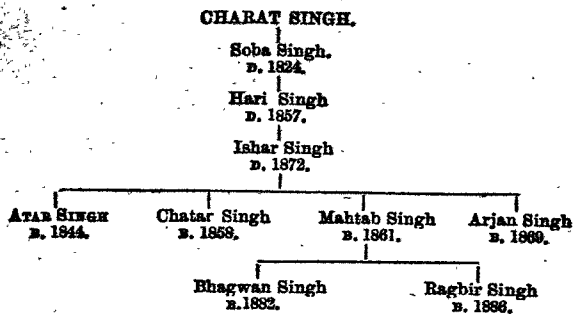 CHARAT SINGH.
Soba Singh.
D. 1824.
Hari Singh
D. 1857.
Ishar Singh
D. 1872.
ATAR SINGH Chatar Singh Mahtab Singh Arjan Singh
B. 1844. B. 1858. B. 1861. B. 1869.
Bhagwan Singh Ragbir Singh
B.1882. B. 1886.